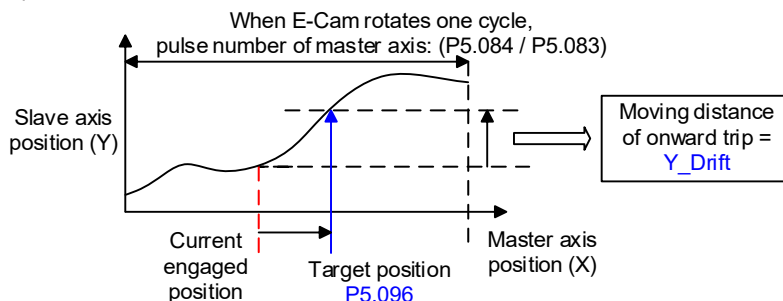 When E-Cam rotates one cycle,
pulse number of master axis: (P5.084 / P5.083)
Slave axis
position (Y)
Moving distance
of onward trip =
Y_Drift
Current
engaged
position
Target position
P5.096
Master axis
position (X)